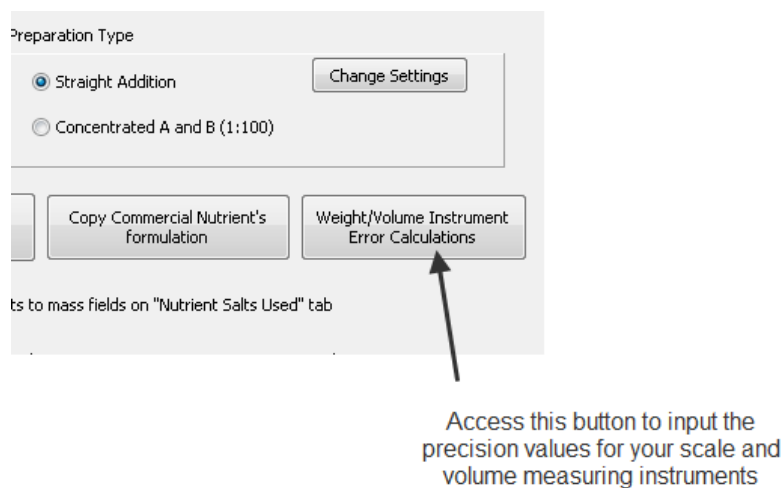 Preparation Type
Straight Addition
Change Settings
Concentrated A and B (1:100)
Copy Commercial Nutrient's
formulation
Weight/Volume Instrument
Error Calculations
ts to mass fields on "Nutrient Salts Used" tab
Access this button to input the
precision values for your scale and
volume measuring instruments